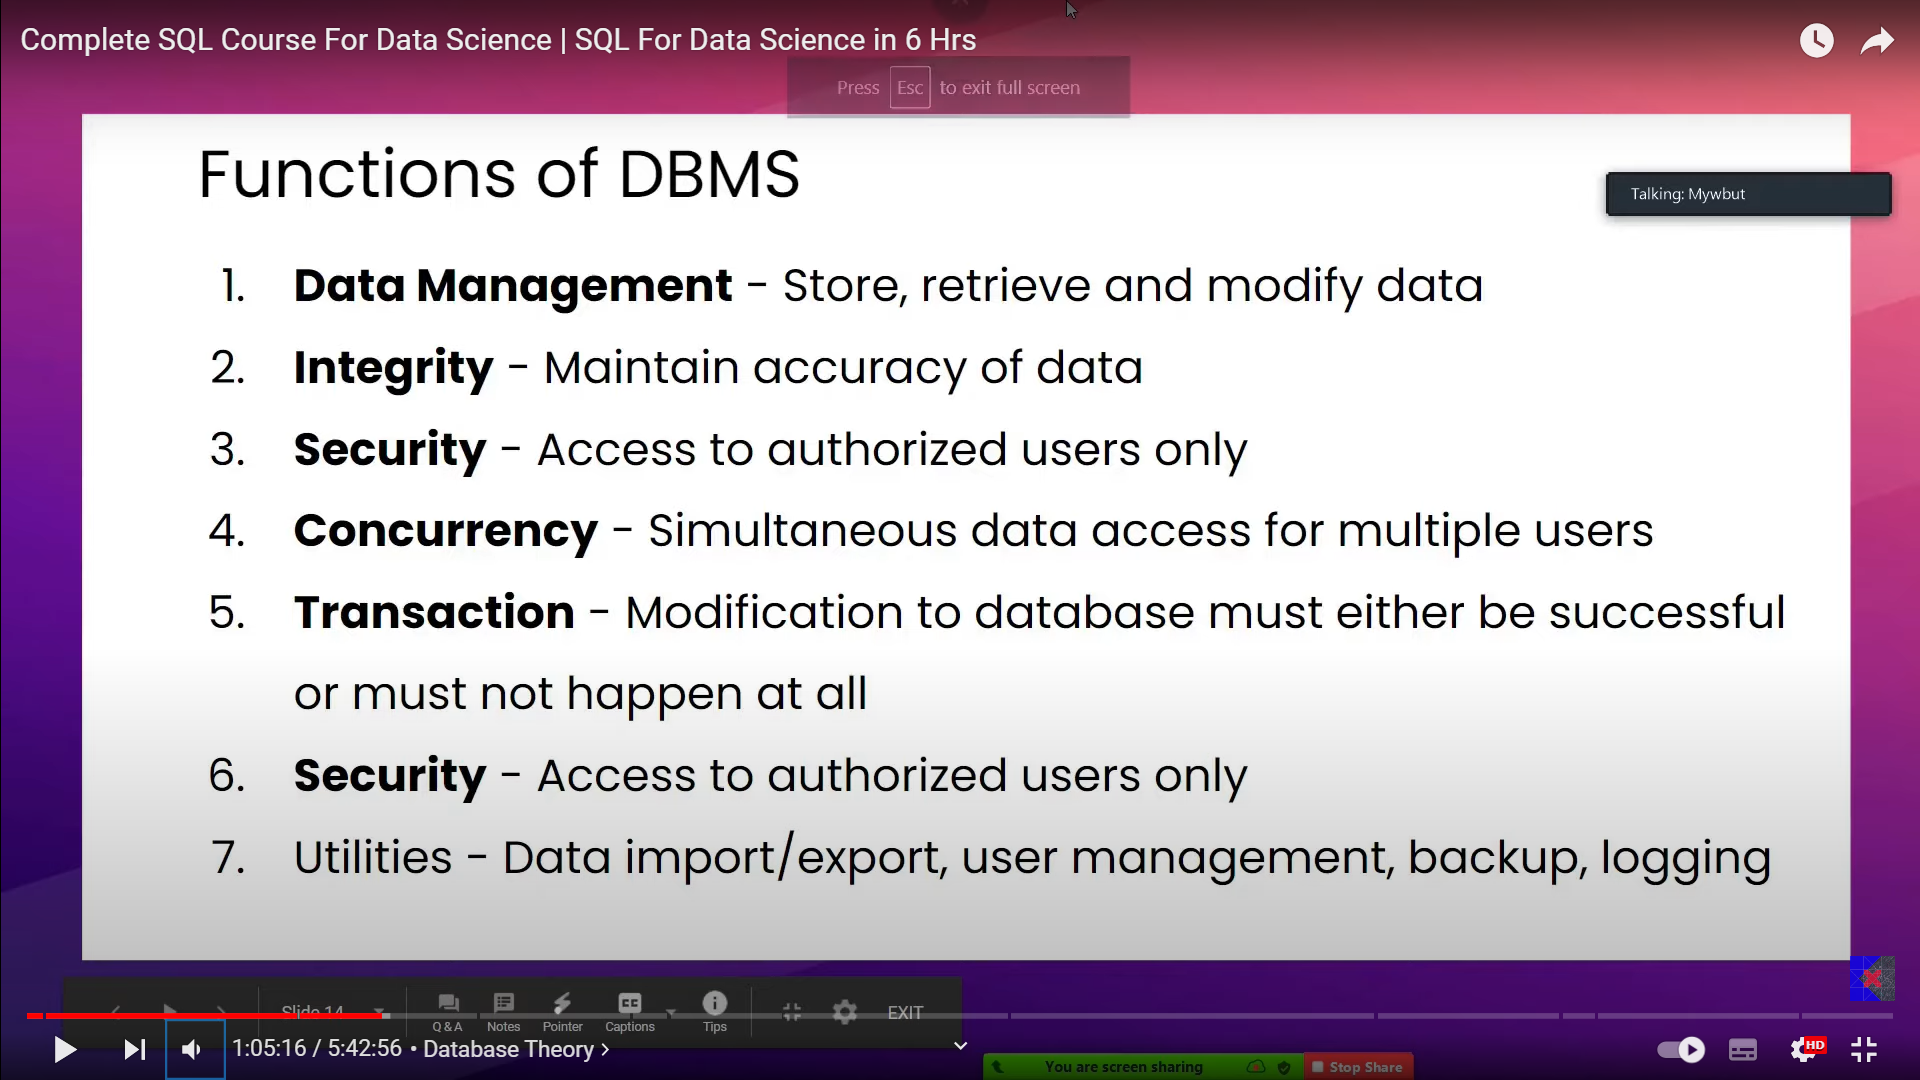 Complete SQL Course For Data Science | SQL For Data Science in 6 Hrs
Press Esc to exit full screen
Functions of DBMS
Talking: Mywbut
1. Data Management - Store, retrieve and modify data
2. Integrity - Maintain accuracy of data
3. Security - Access to authorized users only
4. Concurrency - Simultaneous data access for multiple users
5. Transaction - Modification to database must either be successful
or must not happen at all
6. Security - Access to authorized users only
7. Utilities - Data import/export, user management, backup, logging
Slide 14
EXIT
Q & A Notes Pointer Captions Tips
1:05:16 / 5:42:56 • Database Theory
HD
You are screen sharing Stop Share